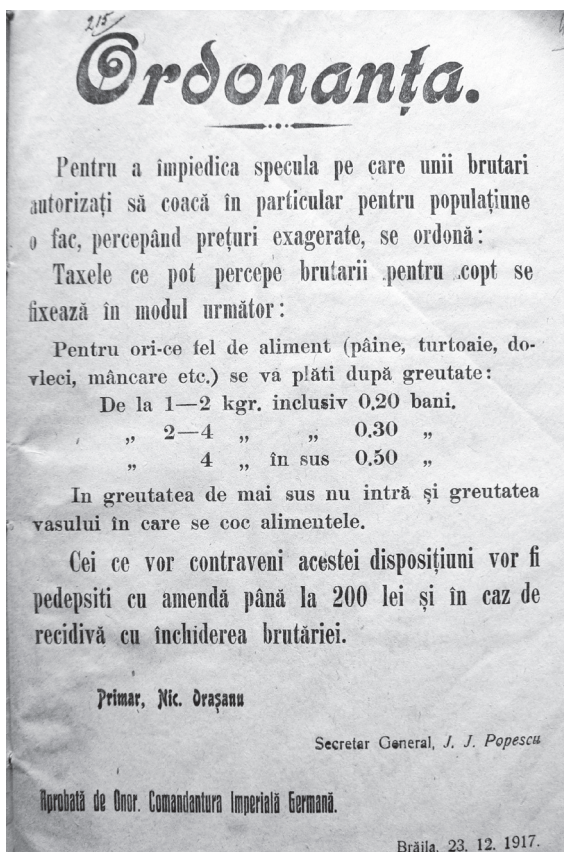 215
Ordonanța.
Pentru a împiedica specula pe care unii brutari
autorizați să coacă în particular pentru populațiune
o fac, percepând prețuri exagerate, se ordonă:
Taxele ce pot percepe brutarii pentru copt se
fixează în modul următor:
Pentru ori-ce fel de aliment (pâine, turtoaie, do-
vleci, mâncare etc.) se va plăti după greutate:
De la 1—2 kgr. inclusiv 0,20 bani.
„ 2—4 „ „ 0.30 „
„ 4 „ în sus 0.50 „
In greutatea de mai sus nu intră și greutatea
vasului în care se coc alimentele.
Cei ce vor contraveni acestei dispozițiuni vor fi
pedepsiti cu amendă până la 200 lei și în caz de
recidivă cu închiderea brutăriei.
Primar, Nic. Orașanu
Secretar General, J. J. Popescu
Aprobată de Onor. Comandantura Imperială Germană.
Brăila, 23. 12. 1917.